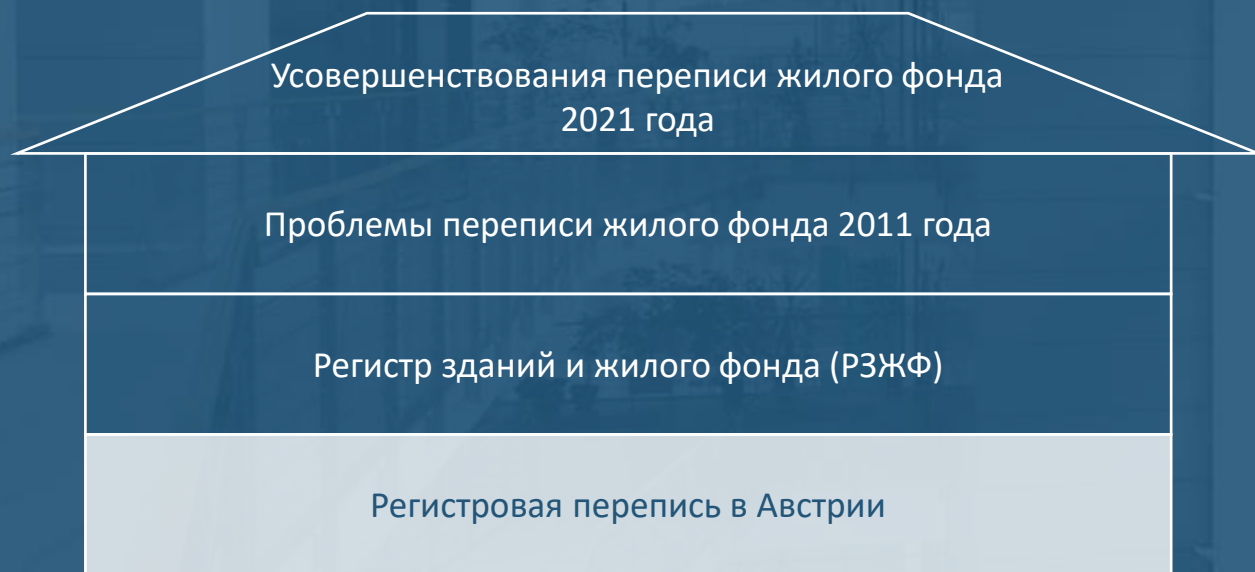 Усовершенствования переписи жилого фонда
2021 года
Проблемы переписи жилого фонда 2011 года
Регистр зданий и жилого фонда (РЗЖФ)
Регистровая перепись в Австрии